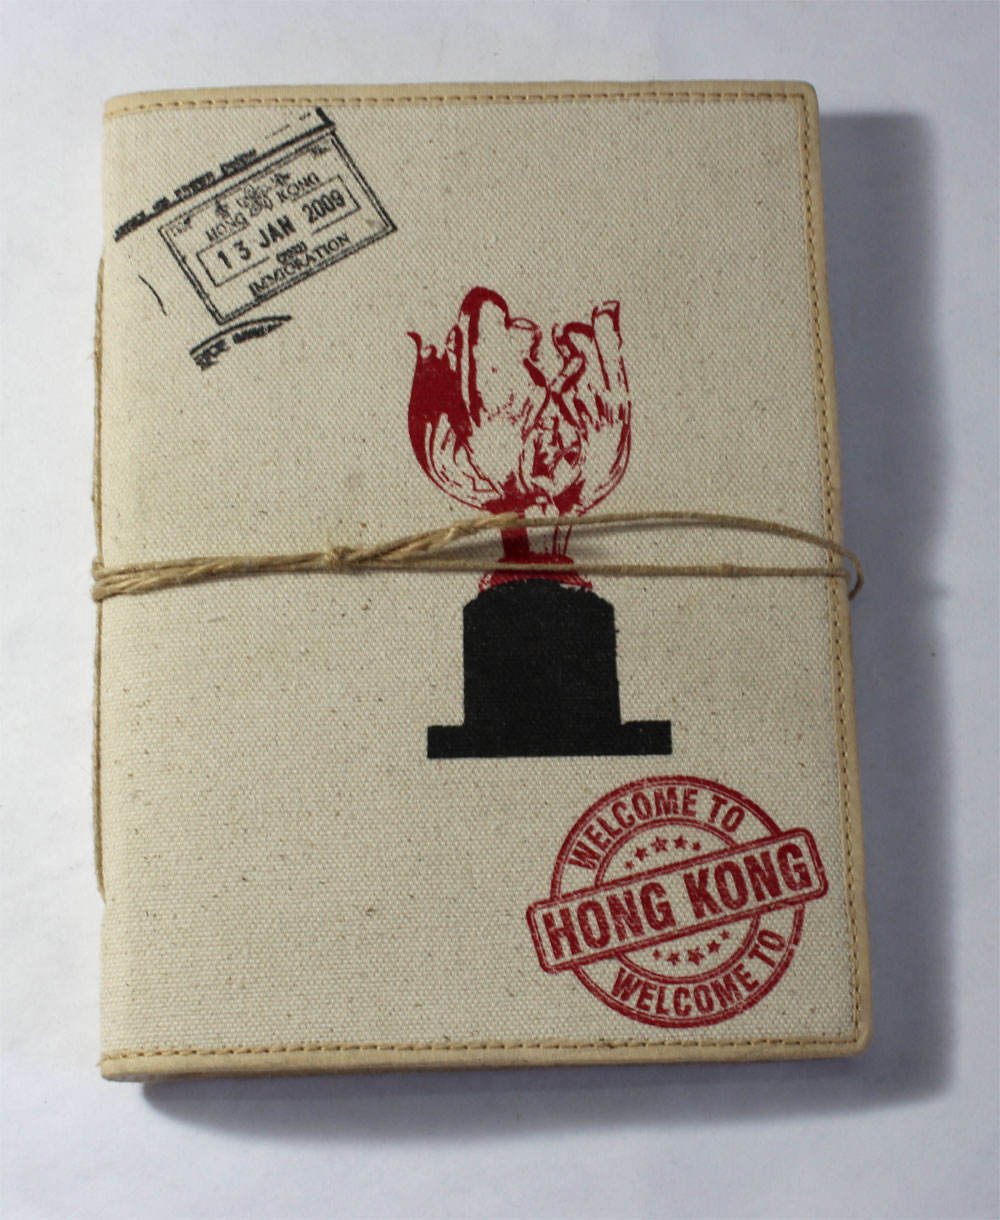 HONG KONG
13 JAN 2009
IMMIGRATION
WELCOME TO
HONG KONG
WELCOME TO